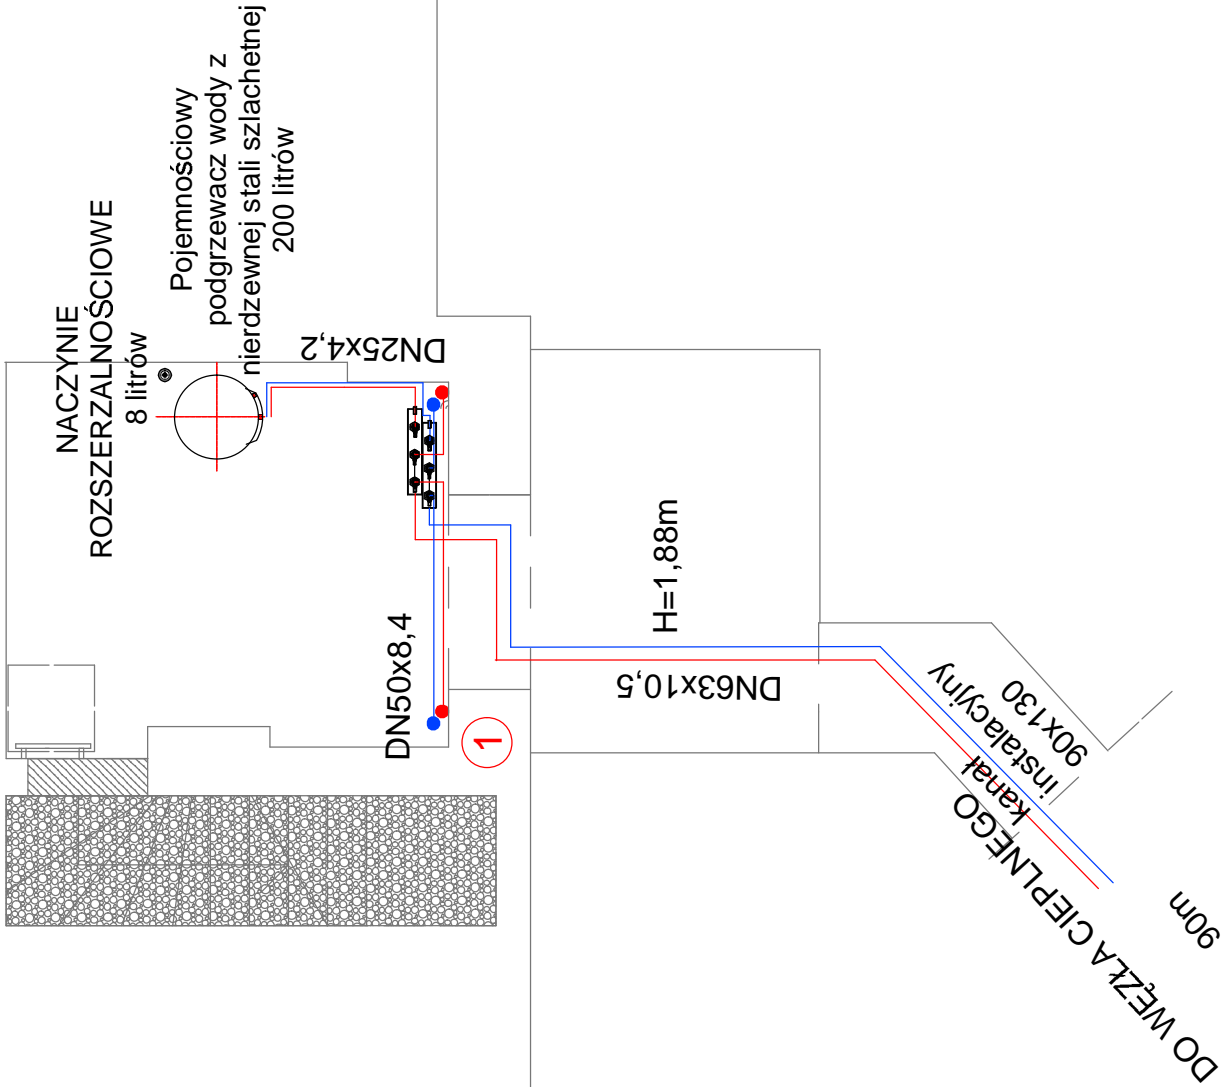 NACZYNIE
ROZSZERZALNOŚCIOWE
8 litrów
Pojemnościowy
podgrzewacz wody z
nierdzewnej stali szlachetnej
200 litrów
DN25x4,2
DN50x8,4
1
H=1,88m
DN63x10,5
kanał
instalacyjny
90x130
DO WĘZŁA CIEPLNEGO
90m